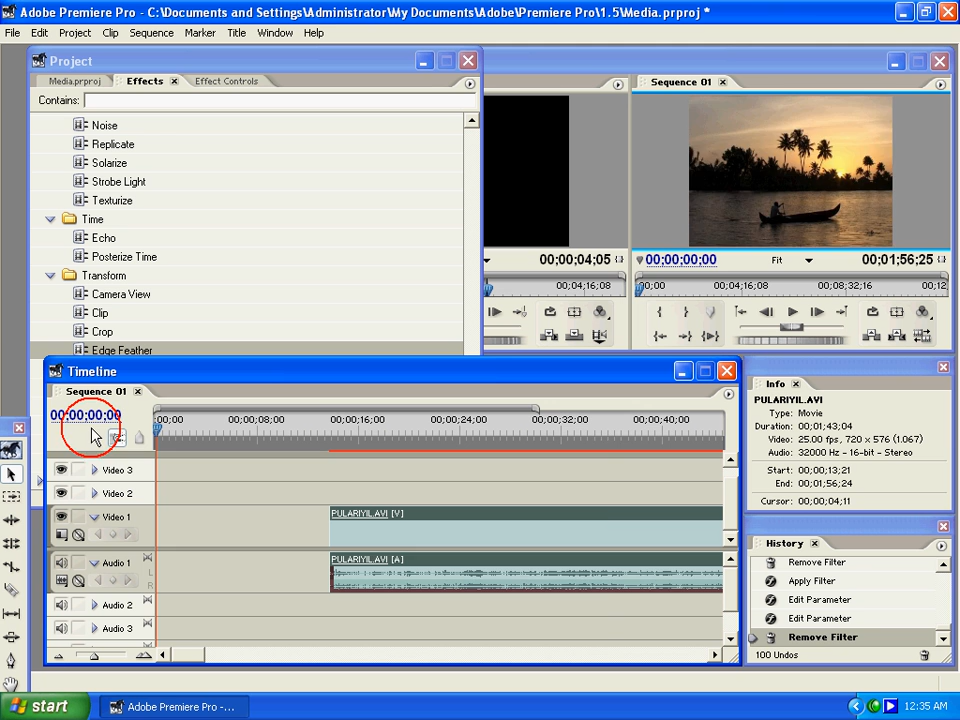 Adobe Premiere Pro - C:\Documents and Settings\Administrator\My Documents\Adobe\Premiere Pro\1.5\Media.prproj *
File Edit Project Clip Sequence Marker Title Window Help
Project
Media.prproj Effects Effect Controls
Contains:
Noise
Replicate
Solarize
Strobe Light
Texturize
Time
Echo
Posterize Time
Transform
Camera View
Clip
Crop
Edge Feather
00;00;04;05
00;04;16;08
Sequence 01
00;00;00;00 Fit 00;01;56;25
00;00 00;04;16;08 00;08;32;16 00;12
Timeline
Sequence 01
00;00;00;00
;00;00 00;00;08;00 00;00;16;00 00;00;24;00 00;00;32;00 00;00;40;00
Video 3
Video 2
Video 1
PULARIYIL.AVI [V]
Audio 1
PULARIYIL.AVI [A]
L
R
Audio 2
Audio 3
Info
PULARIYIL.AVI
Type: Movie
Duration: 00;01;43;04
Video: 25.00 fps, 720 x 576 (1.067)
Audio: 32000 Hz - 16-bit - Stereo
Start: 00;00;13;21
End: 00;01;56;24
Cursor: 00;00;04;11
History
Remove Filter
Apply Filter
Edit Parameter
Edit Parameter
Remove Filter
100 Undos
start
Adobe Premiere Pro -...
12:35 AM